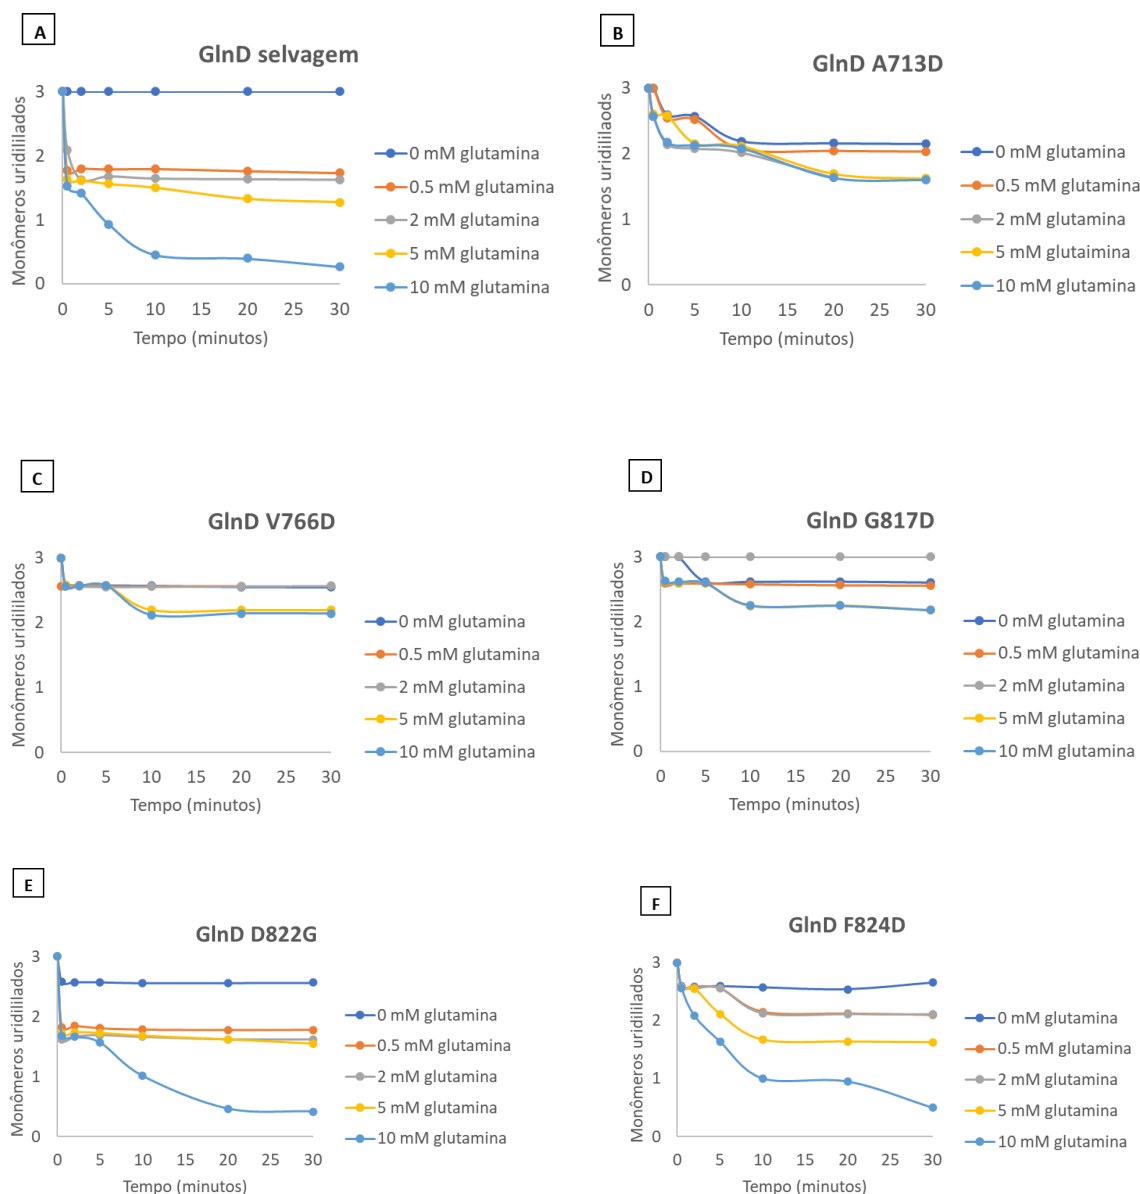 A
GlnD selvagem
Monômeros uridililados
3
2
1
0
0 5 10 15 20 25 30
Tempo (minutos)
0 mM glutamina
0.5 mM glutamina
2 mM glutamina
5 mM glutamina
10 mM glutamina
B
GlnD A713D
Monômeros uridililaods
3
2
1
0
0 5 10 15 20 25 30
Tempo (minutos)
0 mM glutamina
0.5 mM glutamina
2 mM glutamina
5 mM glutaimina
10 mM glutamina
C
GlnD V766D
Monômeros uridililados
3
2
1
0
0 5 10 15 20 25 30
Tempo (minutos)
0 mM glutamina
0.5 mM glutamina
2 mM glutamina
5 mM glutamina
10 mM glutamina
D
GlnD G817D
Monômeros uridililados
3
2
1
0
0 5 10 15 20 25 30
Tempo (minutos)
0 mM glutamina
0.5 mM glutamina
2 mM glutamina
5 mM glutamina
10 mM glutamina
E
GlnD D822G
Monômeros uridililados
3
2
1
0
0 5 10 15 20 25 30
Tempo (minutos)
0 mM glutamina
0.5 mM glutamina
2 mM glutamina
5 mM glutamina
10 mM glutamina
F
GlnD F824D
Monômeros uridililados
3
2
1
0
0 5 10 15 20 25 30
Tempo (minutos)
0 mM glutamina
0.5 mM glutamina
2 mM glutamina
5 mM glutamina
10 mM glutamina